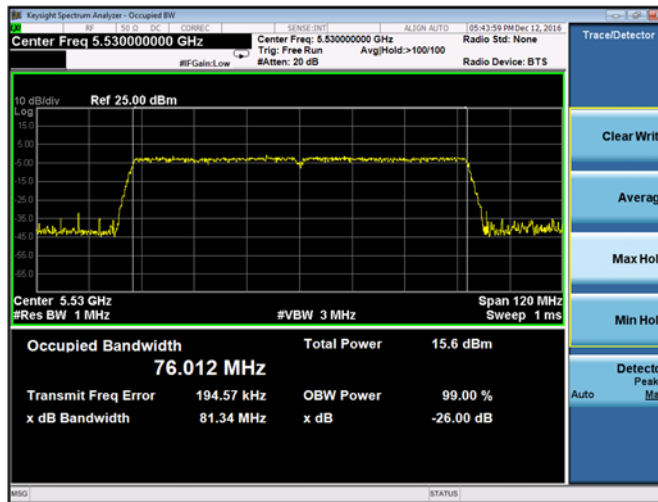 Keysight Spectrum Analyzer - Occupied BW
RF 50 Ω DC CORREC SENSE:INT ALIGN AUTO 05:43:59 PM Dec 12, 2016
Center Freq 5.530000000 GHz
Center Freq: 5.530000000 GHz
Radio Std: None
Trig: Free Run Avg|Hold:>100/100
#IFGain:Low #Atten: 20 dB Radio Device: BTS
10 dB/div Ref 25.00 dBm
Log
15.0
5.00
-5.00
-15.0
-25.0
-35.0
-45.0
-55.0
-65.0
Center 5.53 GHz Span 120 MHz
#Res BW 1 MHz #VBW 3 MHz Sweep 1 ms
Occupied Bandwidth Total Power 15.6 dBm
76.012 MHz
Transmit Freq Error 194.57 kHz OBW Power 99.00 %
x dB Bandwidth 81.34 MHz x dB -26.00 dB
MSG STATUS
Trace/Detector
Clear Writ
Averag
Max Hol
Min Hol
Detecto
Peak
Auto Ma